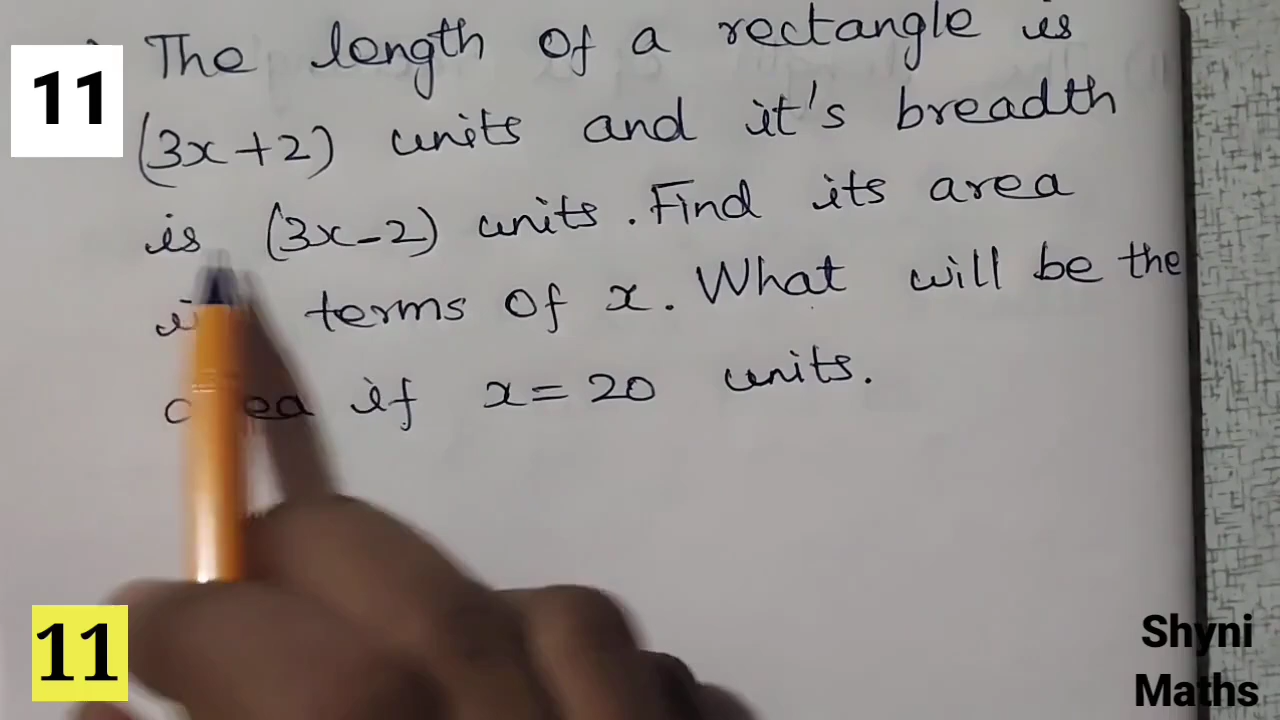 11
The length of a rectangle is
(3x+2) units and it's breadth
is (3x-2) units. Find its area
terms of x. What will be the
if x=20 units.
11
Shyni
Maths